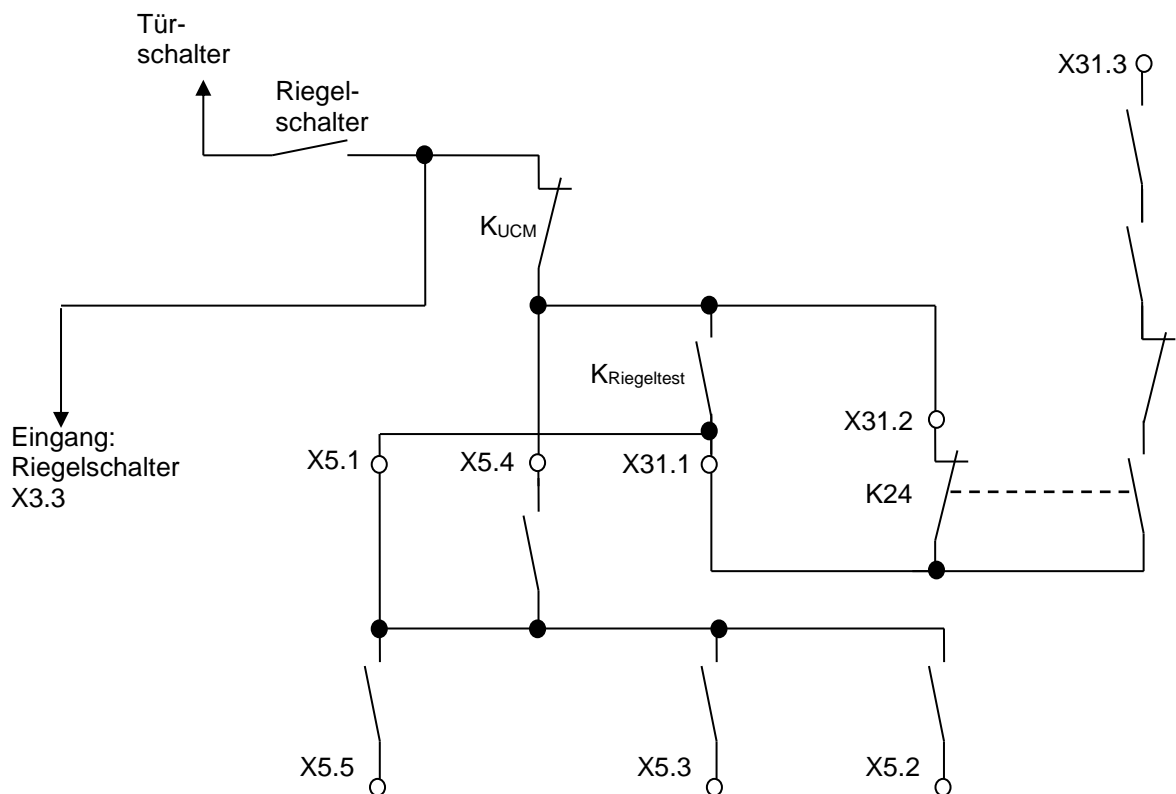 Tür-
schalter
X31.3
Riegel-
schalter
KUCM
KRiegeltest
Eingang:
Riegelschalter
X3.3
X31.2
X5.1
X5.4
X31.1
K24
X5.5
X5.3
X5.2